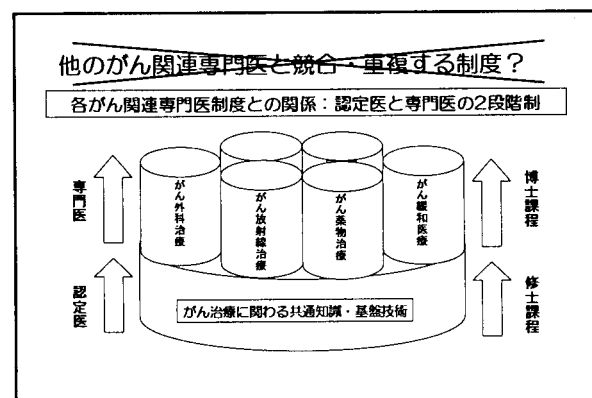 他のがん関連専門医と競合・重複する制度？
各がん関連専門医制度との関係：認定医と専門医の2段階制
専門医
認定医
がん外科治療
がん放射線治療
がん薬物治療
がん緩和医療
がん治療に関わる共通知識・基盤技術
博士課程
修士課程